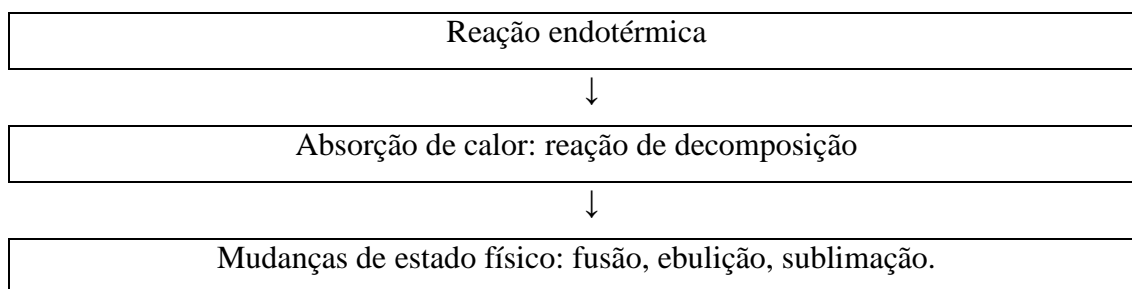 Reação endotérmica
↓
Absorção de calor: reação de decomposição
↓
Mudanças de estado físico: fusão, ebulição, sublimação.